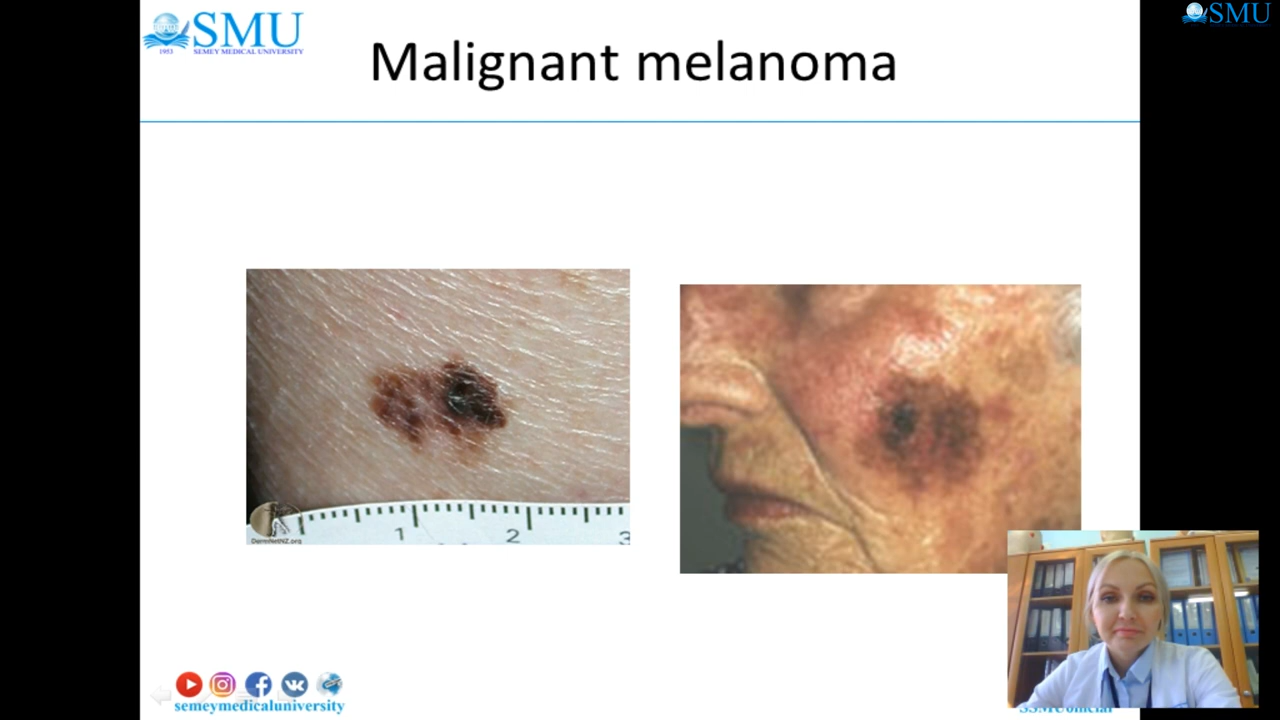 SMU
SEMEY MEDICAL UNIVERSITY
1953
SMU
Malignant melanoma
1 2 3
DermNetNZ.org
semeymedicaluniversity